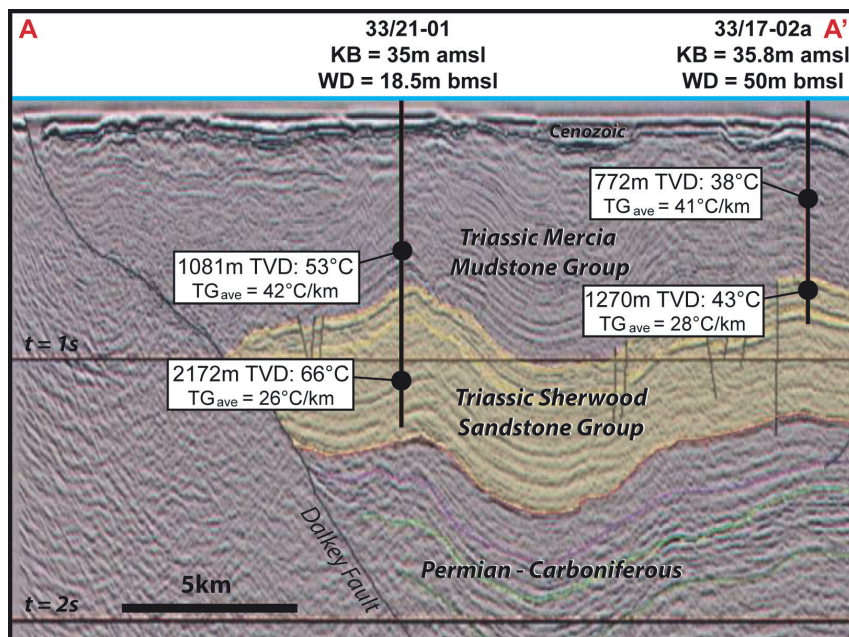 A
33/21-01
KB = 35m amsl
WD = 18.5m bmsl
33/17-02a
KB = 35.8m amsl
WD = 50m bmsl
A'
Cenozoic
772m TVD: 38°C
TGave = 41°C/km
Triassic Mercia
Mudstone Group
1081m TVD: 53°C
TGave = 42°C/km
1270m TVD: 43°C
TGave = 28°C/km
t = 1s
2172m TVD: 66°C
TGave = 26°C/km
Triassic Sherwood
Sandstone Group
Dalkey Fault
Permian - Carboniferous
5km
t = 2s